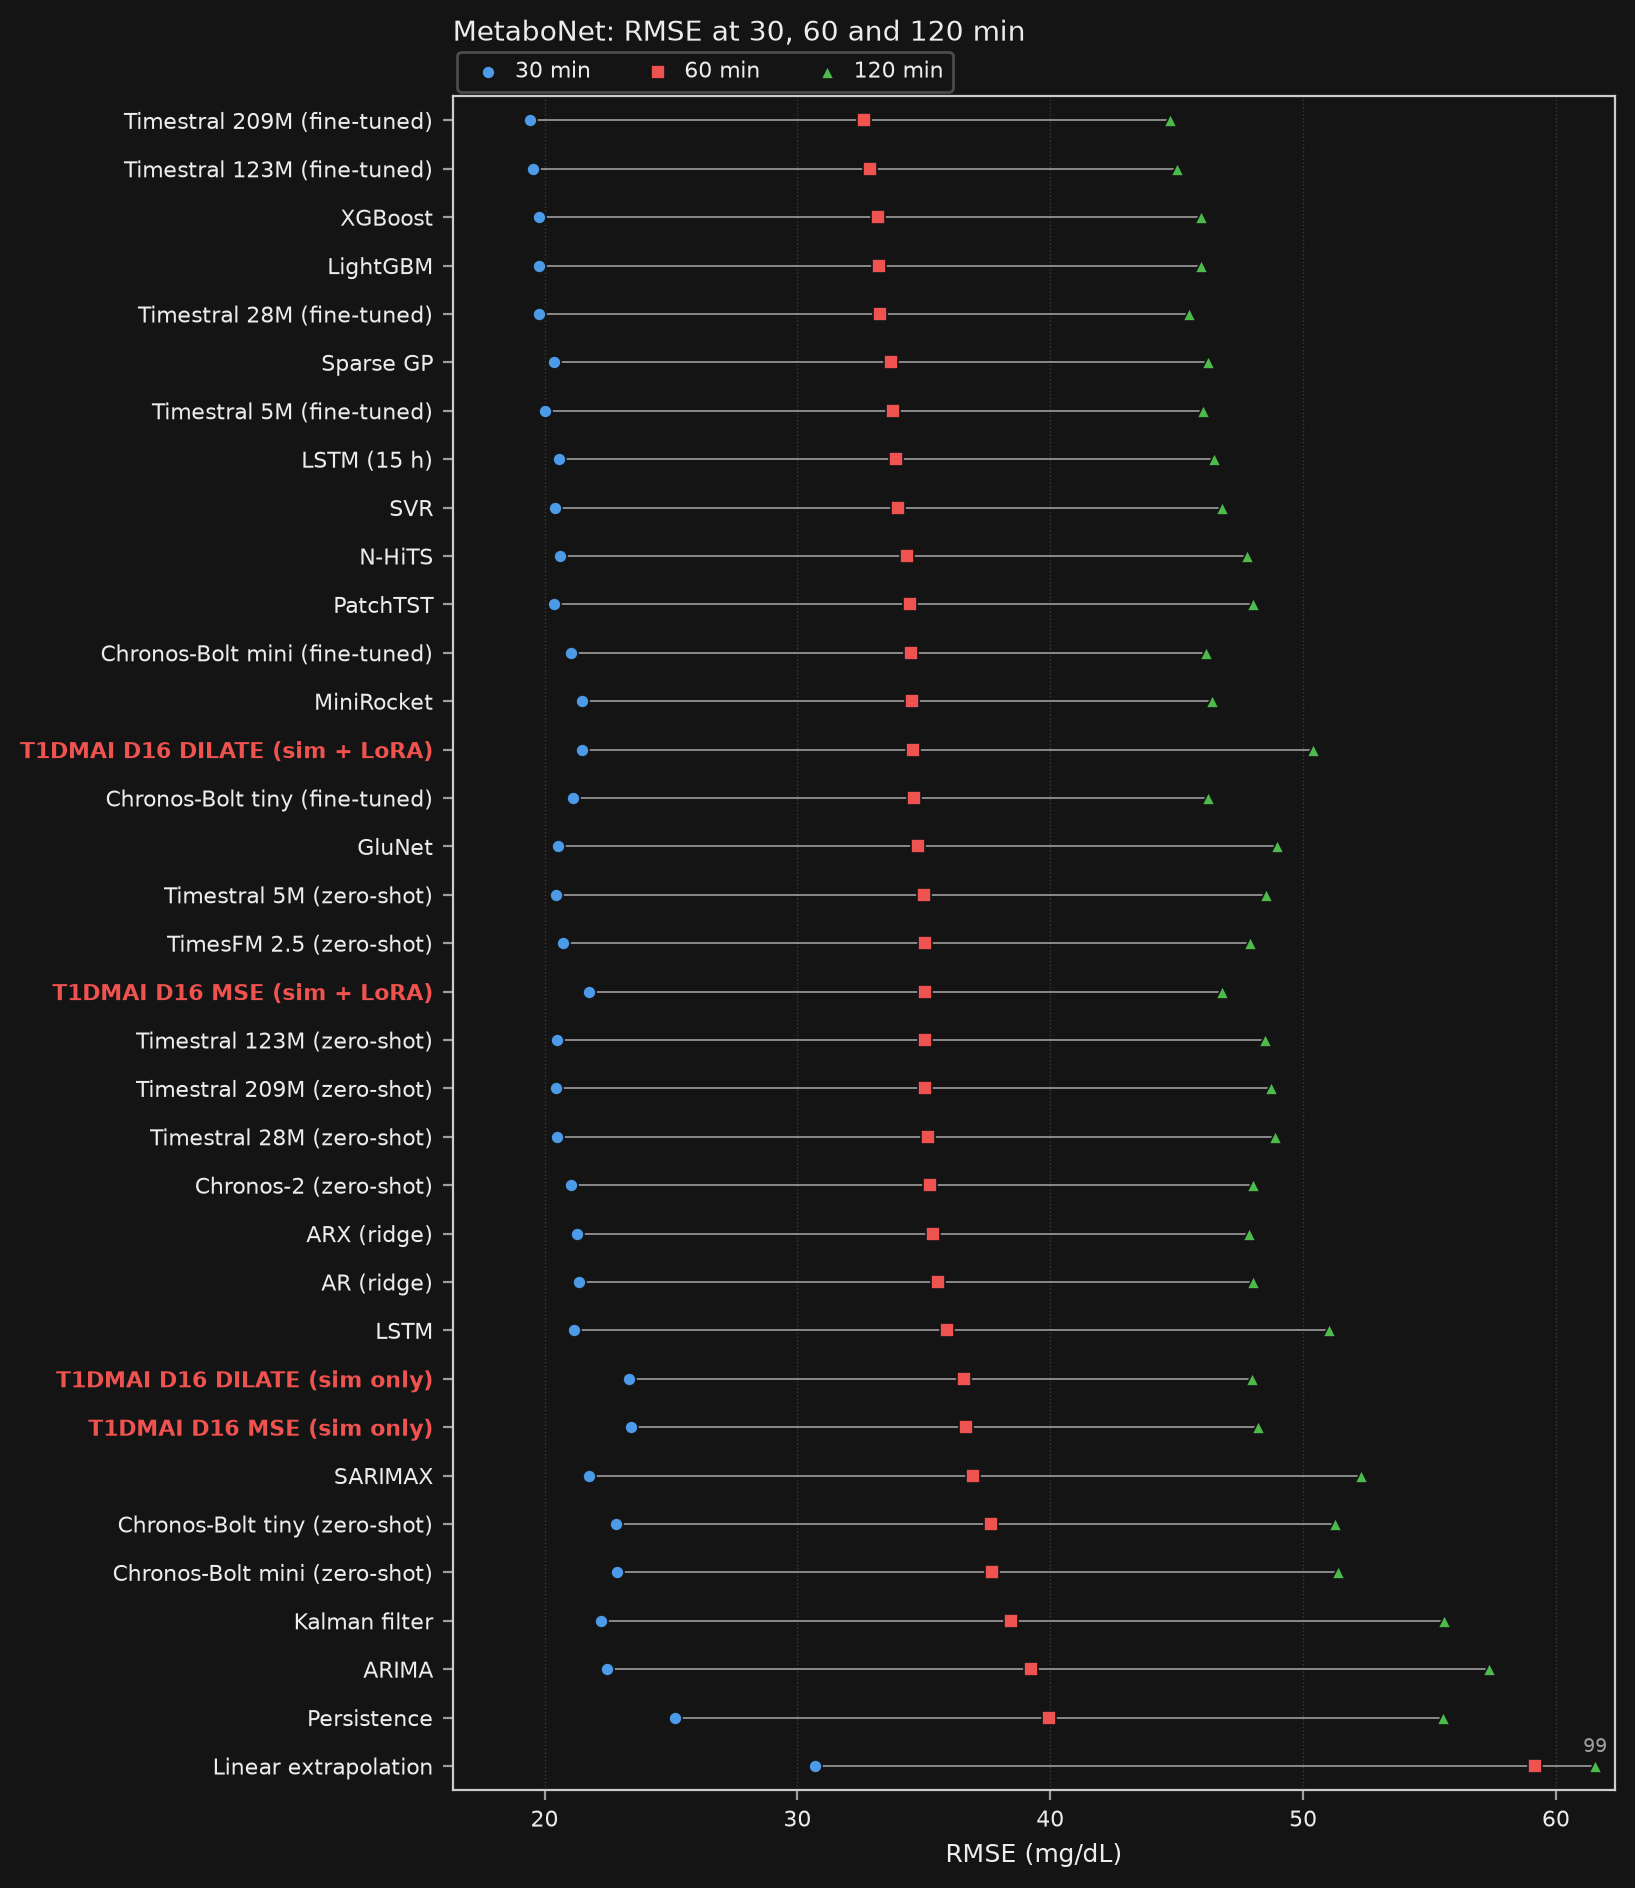 MetaboNet: RMSE at 30, 60 and 120 min
30 min 60 min 120 min
Timestral 209M (fine-tuned)
Timestral 123M (fine-tuned)
XGBoost
LightGBM
Timestral 28M (fine-tuned)
Sparse GP
Timestral 5M (fine-tuned)
LSTM (15 h)
SVR
N-HiTS
PatchTST
Chronos-Bolt mini (fine-tuned)
MiniRocket
T1DMAI D16 DILATE (sim + LoRA)
Chronos-Bolt tiny (fine-tuned)
GluNet
Timestral 5M (zero-shot)
TimesFM 2.5 (zero-shot)
T1DMAI D16 MSE (sim + LoRA)
Timestral 123M (zero-shot)
Timestral 209M (zero-shot)
Timestral 28M (zero-shot)
Chronos-2 (zero-shot)
ARX (ridge)
AR (ridge)
LSTM
T1DMAI D16 DILATE (sim only)
T1DMAI D16 MSE (sim only)
SARIMAX
Chronos-Bolt tiny (zero-shot)
Chronos-Bolt mini (zero-shot)
Kalman filter
ARIMA
Persistence
99
Linear extrapolation
20 30 40 50 60
RMSE (mg/dL)